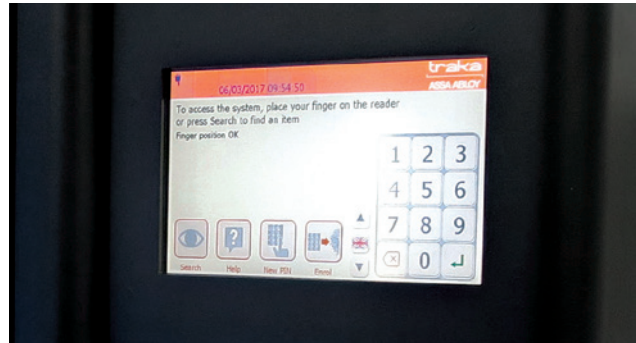 traka
ASSA ABLOY
06/03/2017 09:54:50
To access the system, place your finger on the reader
or press Search to find an item
Finger position OK
1 2 3
4 5 6
7 8 9
0
?
Search Help New PIN Enrol